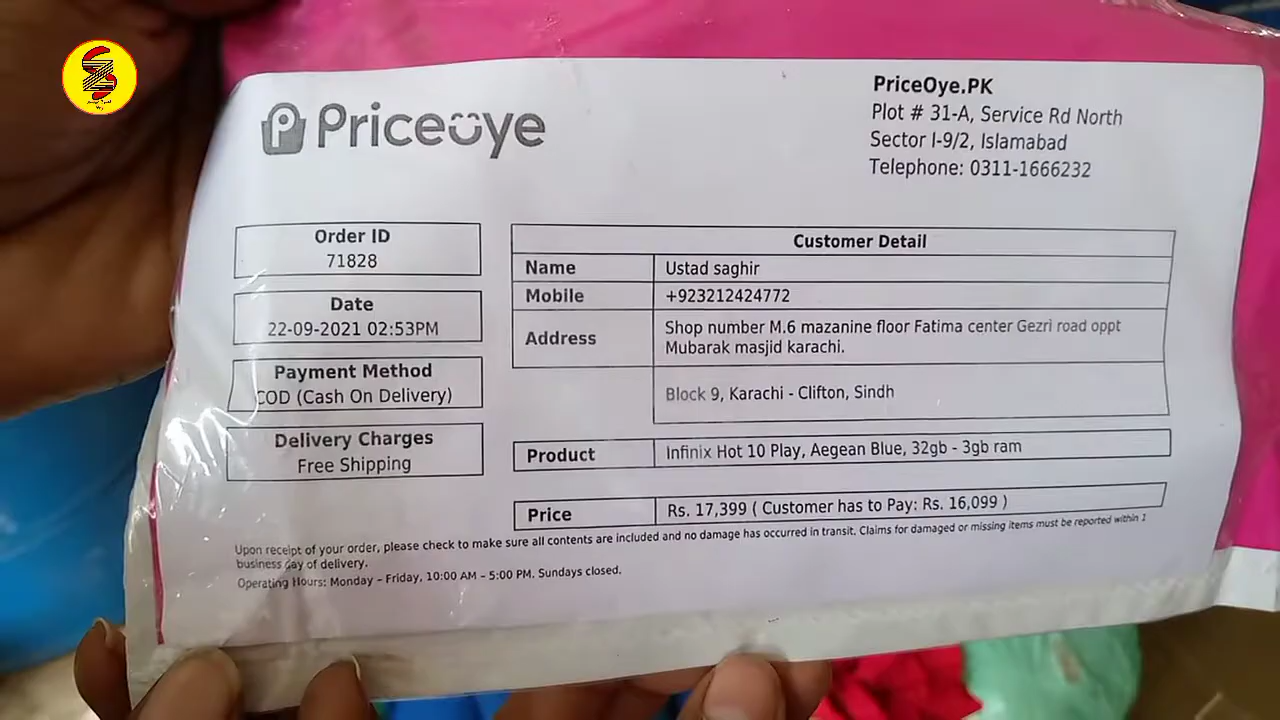 Priceoye
PriceOye.PK
Plot # 31-A, Service Rd North
Sector I-9/2, Islamabad
Telephone: 0311-1666232
Order ID
71828
Date
22-09-2021 02:53PM
Payment Method
COD (Cash On Delivery)
Delivery Charges
Free Shipping
Customer Detail
Name Ustad saghir
Mobile +923212424772
Address Shop number M.6 mazanine floor Fatima center Gezri road oppt
Mubarak masjid karachi.
Block 9, Karachi - Clifton, Sindh
Product Infinix Hot 10 Play, Aegean Blue, 32gb - 3gb ram
Price Rs. 17,399 ( Customer has to Pay: Rs. 16,099 )
Upon receipt of your order, please check to make sure all contents are included and no damage has occurred in transit. Claims for damaged or missing items must be reported within 1
business day of delivery.
Operating Hours: Monday – Friday, 10:00 AM – 5:00 PM. Sundays closed.